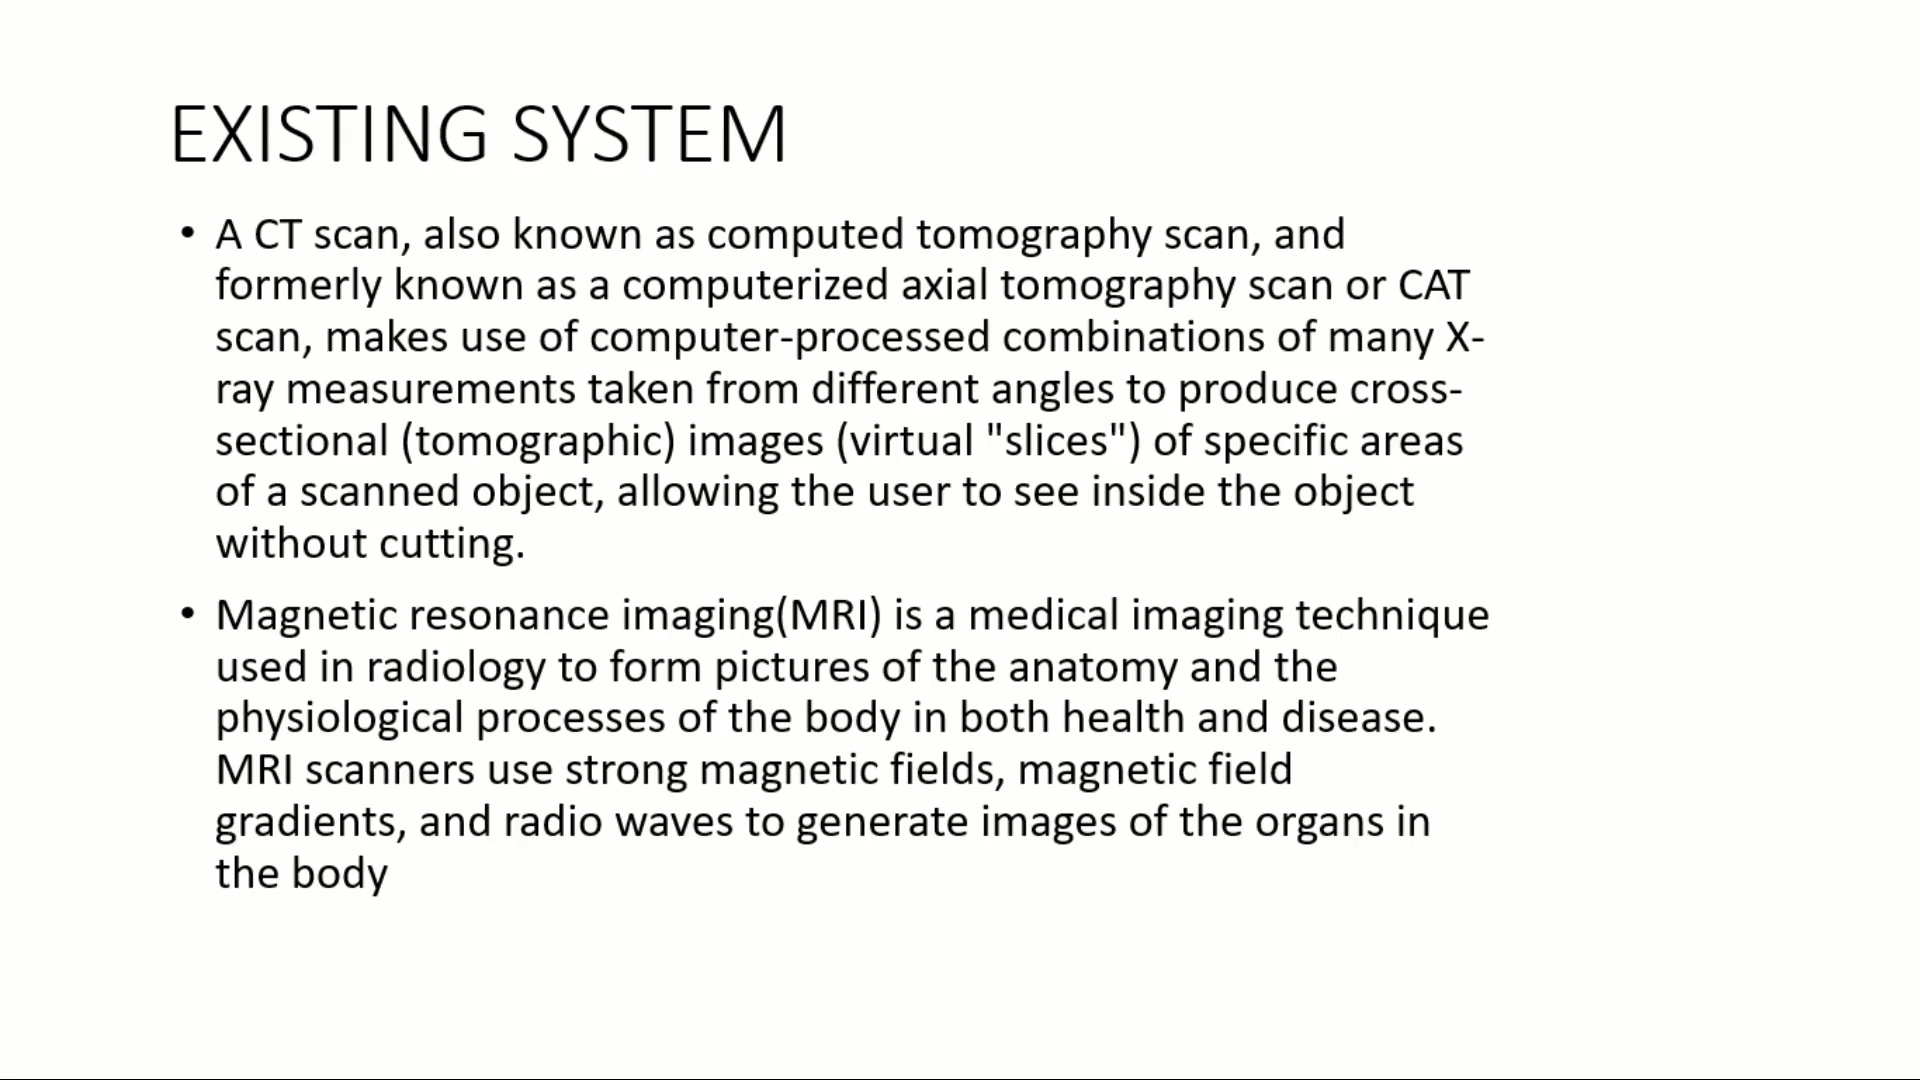 EXISTING SYSTEM
• A CT scan, also known as computed tomography scan, and
formerly known as a computerized axial tomography scan or CAT
scan, makes use of computer-processed combinations of many X-
ray measurements taken from different angles to produce cross-
sectional (tomographic) images (virtual "slices") of specific areas
of a scanned object, allowing the user to see inside the object
without cutting.
• Magnetic resonance imaging(MRI) is a medical imaging technique
used in radiology to form pictures of the anatomy and the
physiological processes of the body in both health and disease.
MRI scanners use strong magnetic fields, magnetic field
gradients, and radio waves to generate images of the organs in
the body